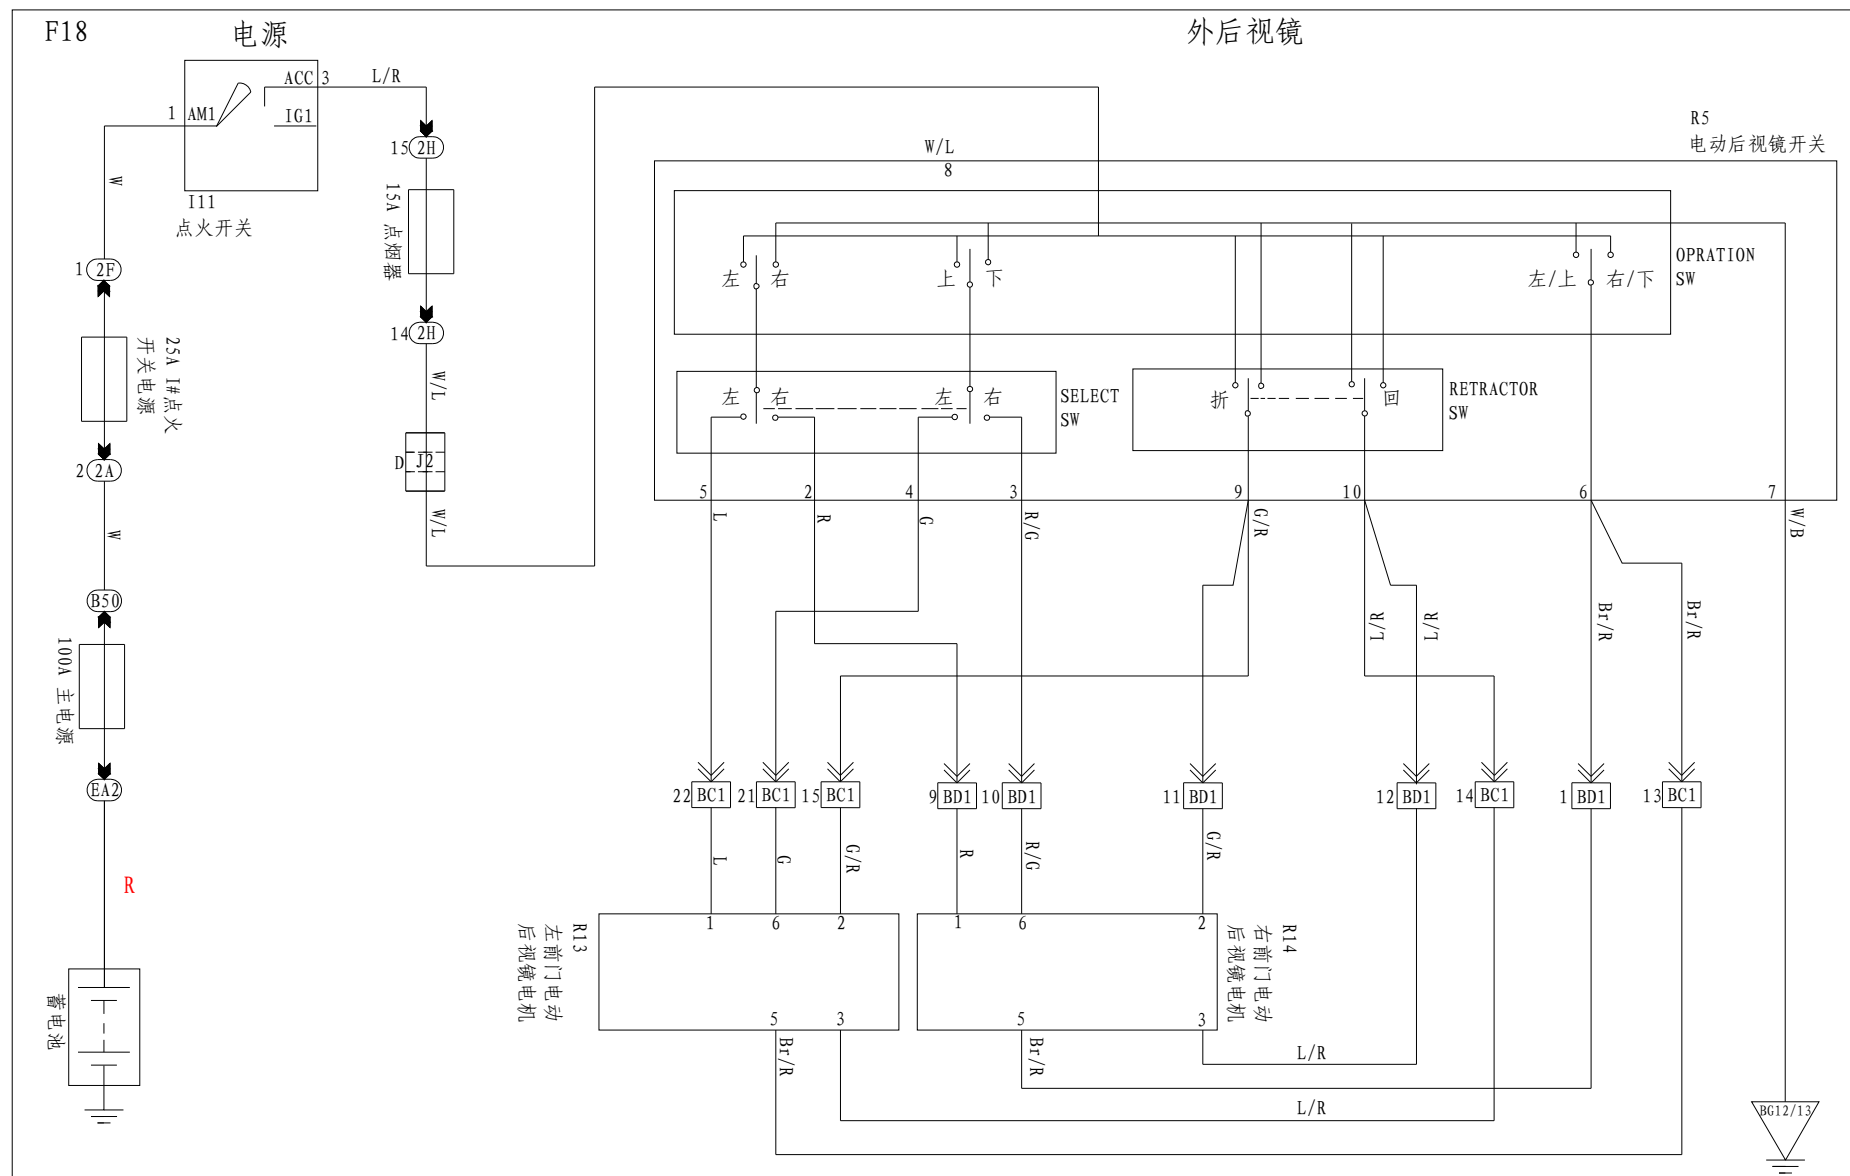 F18
电源
外后视镜
ACC 3
L/R
1
AM1
IG1
I11
点火开关
W
1 2F
25A I#点火
开关电源
2 2A
W
B50
100A 主电源
EA2
R
蓄电池
15 2H
15A 点烟器
14 2H
W/L
D J2
W/L
R5
电动后视镜开关
W/L
8
左 右
上 下
左/上 右/下
OPRATION
SW
左 右
左 右
SELECT
SW
折
回
RETRACTOR
SW
5 2 4 3 9 10 6 7
L R G R/G G/R W/B
L/R L/R Br/R Br/R
22 BC1
21 BC1
15 BC1
9 BD1
10 BD1
11 BD1
12 BD1
14 BC1
1 BD1
13 BC1
L G G/R R R/G G/R
1 6 2
1 6 2
R13
左前门电动
后视镜电机
R14
右前门电动
后视镜电机
5 3
5 3
Br/R
Br/R
L/R
L/R
BG12/13